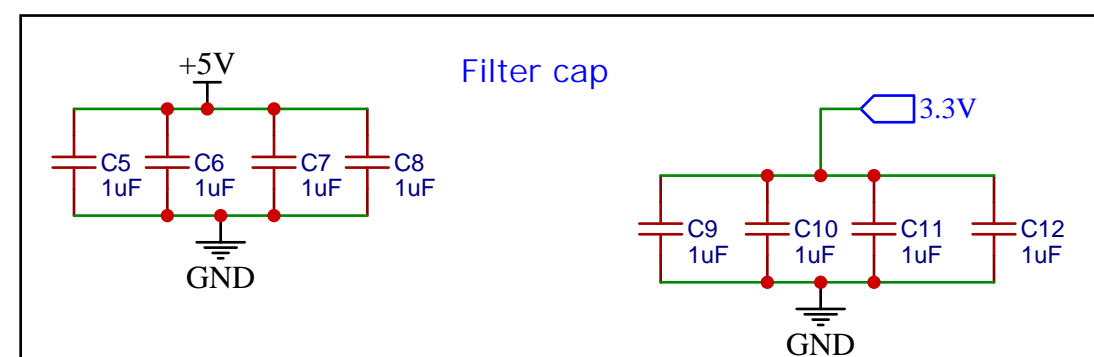 Filter cap
+5V
C5 C6 C7 C8
1uF 1uF 1uF 1uF
GND
3.3V
C9 C10 C11 C12
1uF 1uF 1uF 1uF
GND